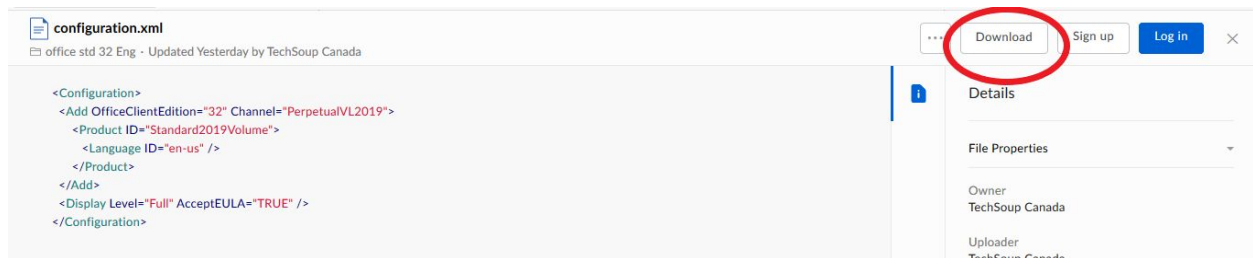 configuration.xml
office std 32 Eng · Updated Yesterday by TechSoup Canada
... Download Sign up Log in
<Configuration>
<Add OfficeClientEdition="32" Channel="PerpetualVL2019">
<Product ID="Standard2019Volume">
<Language ID="en-us" />
</Product>
</Add>
<Display Level="Full" AcceptEULA="TRUE" />
</Configuration>
Details
File Properties
Owner
TechSoup Canada
Uploader
TechSoup Canada